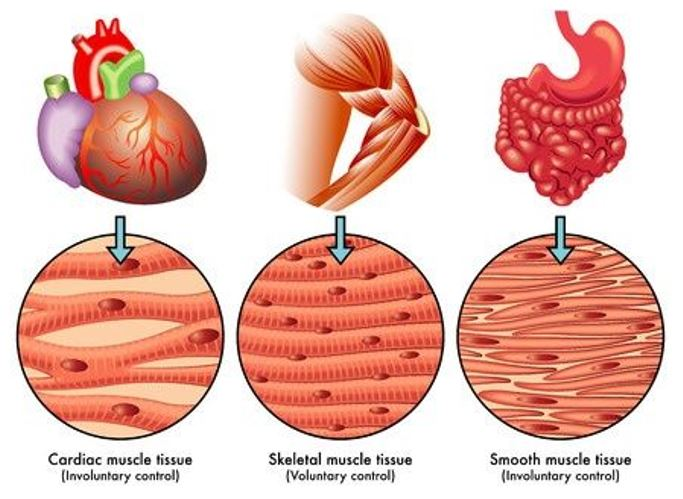 Cardiac muscle tissue
(Involuntary control)
Skeletal muscle tissue
(Voluntary control)
Smooth muscle tissue
(Involuntary control)